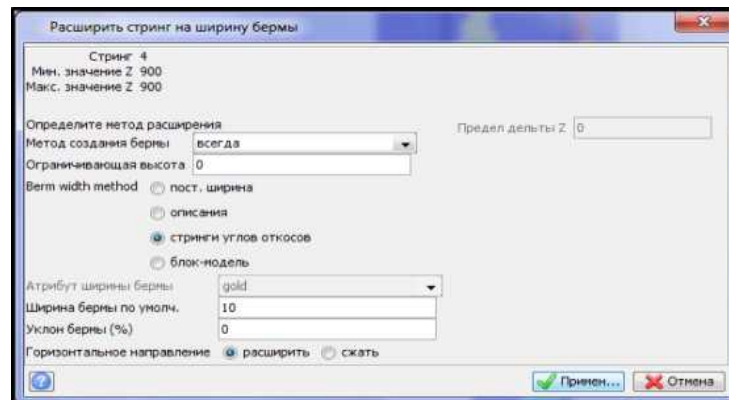 Расширить стринг на ширину бермы
Стринг 4
Мин. значение Z 900
Макс. значение Z 900
Определите метод расширения
Предел дельты Z 0
Метод создания бермы всегда
Ограничивающая высота 0
Berm width method пост. ширина
описания
стринги углов откосов
блок-модель
Атрибут ширины бермы gold
Ширина бермы по умолч. 10
Уклон бермы (%) 0
Горизонтальное направление расширить сжать
? Примен... Отмена